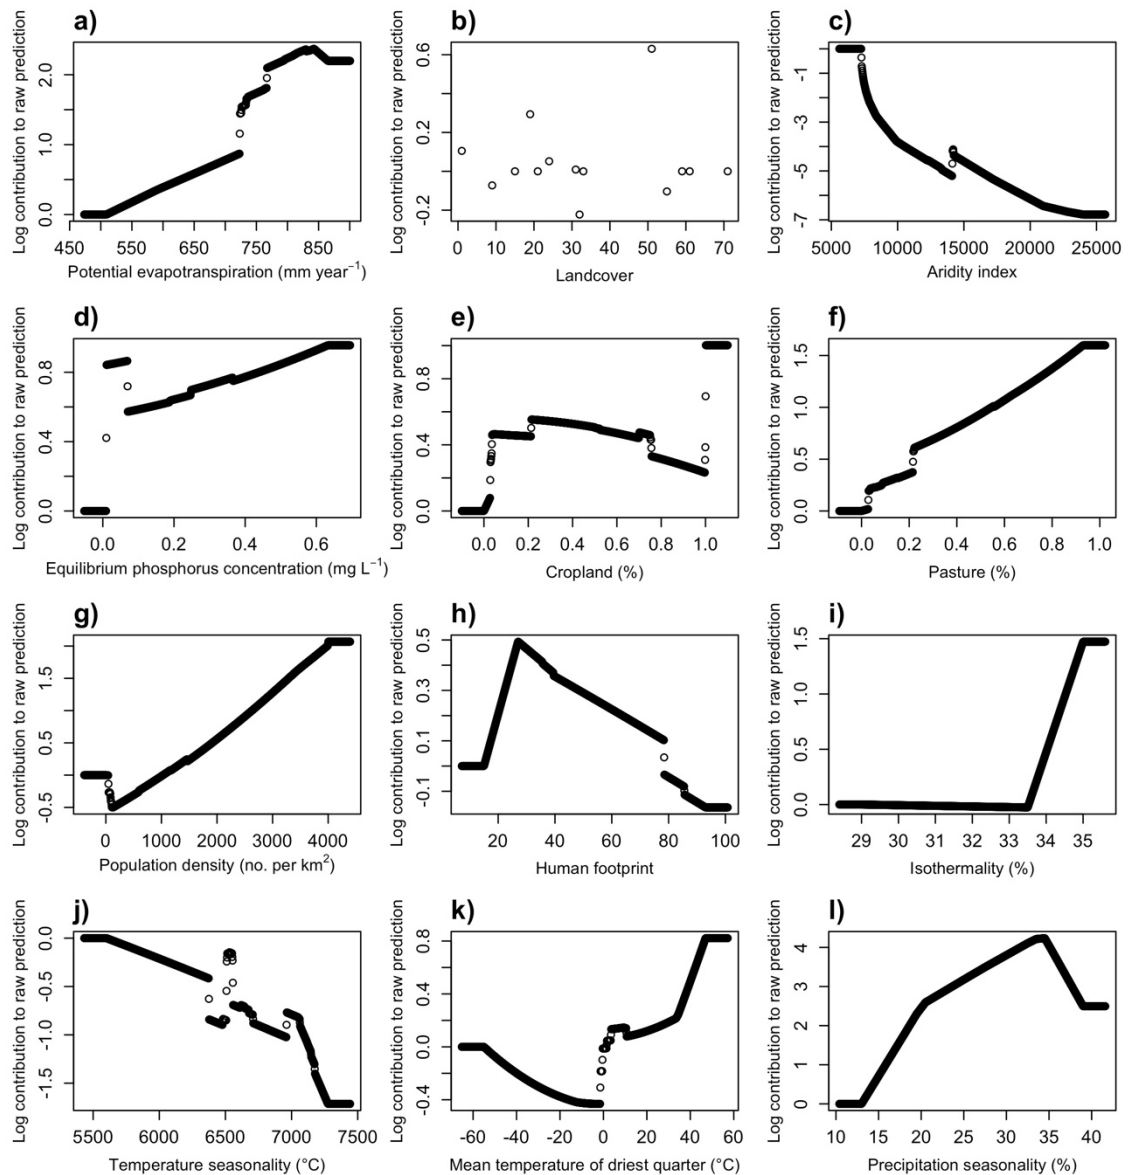 a)
Log contribution to raw prediction
0.0 1.0 2.0
450 550 650 750 850
Potential evapotranspiration (mm year⁻¹)
b)
Log contribution to raw prediction
-0.2 0.2 0.6
0 10 20 30 40 50 60 70
Landcover
c)
Log contribution to raw prediction
-7 -5 -3 -1
5000 10000 15000 20000 25000
Aridity index
d)
Log contribution to raw prediction
0.0 0.4 0.8
0.0 0.2 0.4 0.6
Equilibrium phosphorus concentration (mg L⁻¹)
e)
Log contribution to raw prediction
0.0 0.4 0.8
0.0 0.2 0.4 0.6 0.8 1.0
Cropland (%)
f)
Log contribution to raw prediction
0.0 0.5 1.0 1.5
0.0 0.2 0.4 0.6 0.8 1.0
Pasture (%)
g)
Log contribution to raw prediction
-0.5 0.5 1.5
0 1000 2000 3000 4000
Population density (no. per km²)
h)
Log contribution to raw prediction
-0.1 0.1 0.3 0.5
20 40 60 80 100
Human footprint
i)
Log contribution to raw prediction
0.0 0.5 1.0 1.5
29 30 31 32 33 34 35
Isothermality (%)
j)
Log contribution to raw prediction
-1.5 -1.0 -0.5 0.0
5500 6000 6500 7000 7500
Temperature seasonality (°C)
k)
Log contribution to raw prediction
-0.4 0.0 0.4 0.8
-60 -40 -20 0 20 40 60
Mean temperature of driest quarter (°C)
l)
Log contribution to raw prediction
0 1 2 3 4
10 15 20 25 30 35 40
Precipitation seasonality (%)